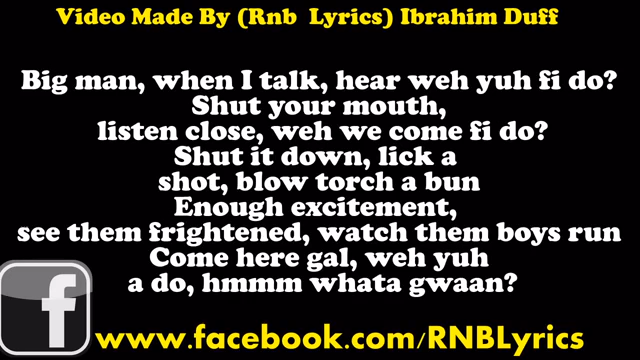 Video Made By (Rnb Lyrics) Ibrahim Duff
Big man, when I talk, hear weh yuh fi do?
Shut your mouth,
listen close, weh we come fi do?
Shut it down, lick a
shot, blow torch a bun
Enough excitement,
see them frightened, watch them boys run
Come here gal, weh yuh
a do, hmmm whata gwaan?
f
www.facebook.com/RNBLyrics